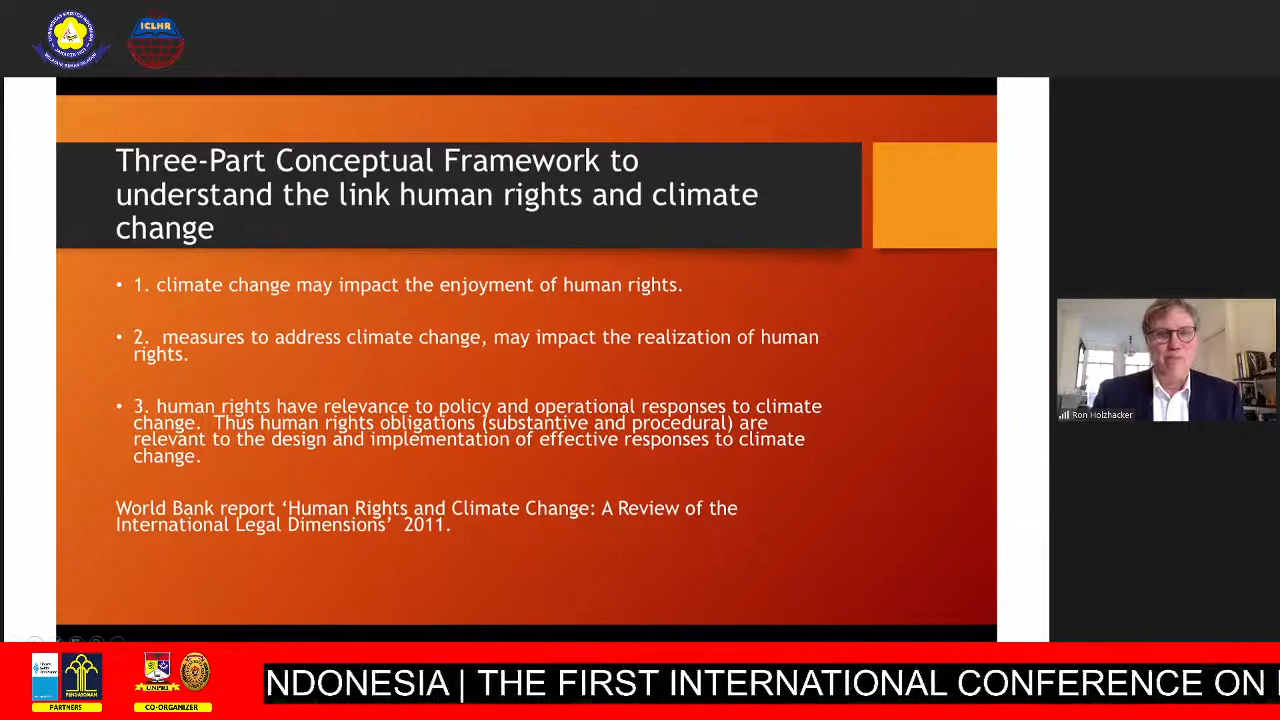 ICLHR
Three-Part Conceptual Framework to
understand the link human rights and climate
change
• 1. climate change may impact the enjoyment of human rights.
• 2.  measures to address climate change, may impact the realization of human
rights.
• 3. human rights have relevance to policy and operational responses to climate
change.  Thus human rights obligations (substantive and procedural) are
relevant to the design and implementation of effective responses to climate
change.
World Bank report ‘Human Rights and Climate Change: A Review of the
International Legal Dimensions’  2011.
Ron Holzhacker
PENGAYOMAN
UNPRI
PARTNERS
CO-ORGANIZER
NDONESIA | THE FIRST INTERNATIONAL CONFERENCE ON